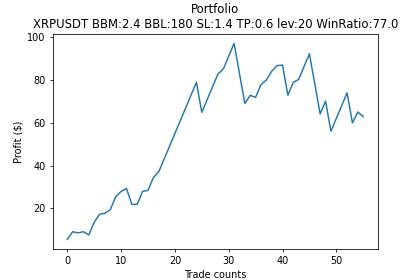 Portfolio
XRPUSDT BBM:2.4 BBL:180 SL:1.4 TP:0.6 lev:20 WinRatio:77.0
Profit ($)
100
80
60
40
20
0
10
20
30
40
50
Trade counts